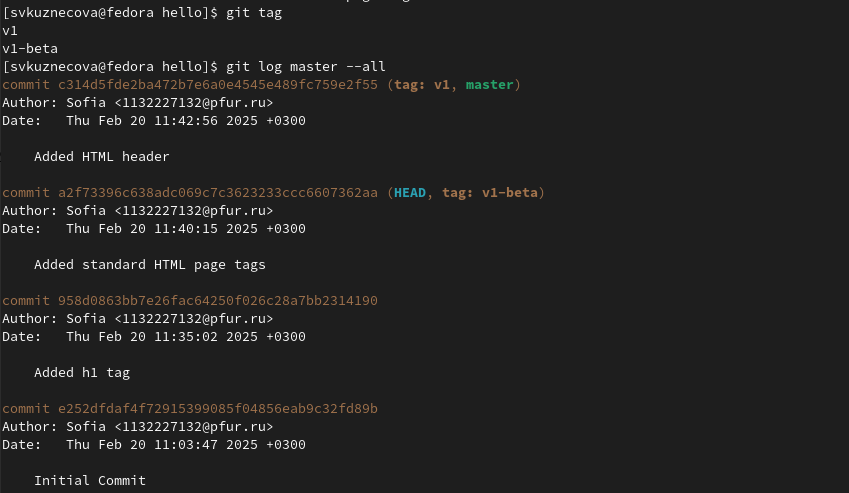 [svkuznecova@fedora hello]$ git tag
v1
v1-beta
[svkuznecova@fedora hello]$ git log master --all
commit c314d5fde2ba472b7e6a0e4545e489fc759e2f55 (tag: v1, master)
Author: Sofia <1132227132@pfur.ru>
Date:   Thu Feb 20 11:42:56 2025 +0300
    Added HTML header
commit a2f73396c638adc069c7c3623233ccc6607362aa (HEAD, tag: v1-beta)
Author: Sofia <1132227132@pfur.ru>
Date:   Thu Feb 20 11:40:15 2025 +0300
    Added standard HTML page tags
commit 958d0863bb7e26fac64250f026c28a7bb2314190
Author: Sofia <1132227132@pfur.ru>
Date:   Thu Feb 20 11:35:02 2025 +0300
    Added h1 tag
commit e252dfdaf4f72915399085f04856eab9c32fd89b
Author: Sofia <1132227132@pfur.ru>
Date:   Thu Feb 20 11:03:47 2025 +0300
    Initial Commit